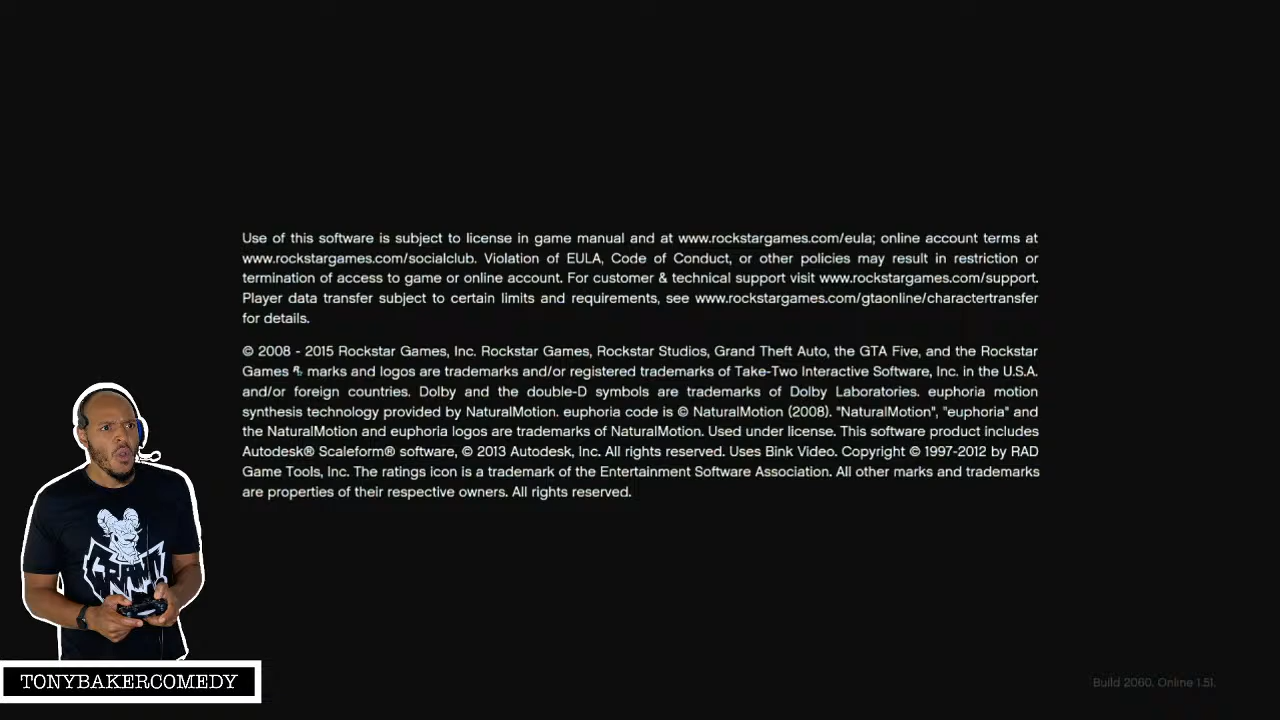 Use of this software is subject to license in game manual and at www.rockstargames.com/eula; online account terms at
www.rockstargames.com/socialclub. Violation of EULA, Code of Conduct, or other policies may result in restriction or
termination of access to game or online account. For customer & technical support visit www.rockstargames.com/support.
Player data transfer subject to certain limits and requirements, see www.rockstargames.com/gtaonline/charactertransfer
for details.
© 2008 - 2015 Rockstar Games, Inc. Rockstar Games, Rockstar Studios, Grand Theft Auto, the GTA Five, and the Rockstar
Games R* marks and logos are trademarks and/or registered trademarks of Take-Two Interactive Software, Inc. in the U.S.A.
and/or foreign countries. Dolby and the double-D symbols are trademarks of Dolby Laboratories. euphoria motion
synthesis technology provided by NaturalMotion. euphoria code is © NaturalMotion (2008). "NaturalMotion", "euphoria" and
the NaturalMotion and euphoria logos are trademarks of NaturalMotion. Used under license. This software product includes
Autodesk® Scaleform® software, © 2013 Autodesk, Inc. All rights reserved. Uses Bink Video. Copyright © 1997-2012 by RAD
Game Tools, Inc. The ratings icon is a trademark of the Entertainment Software Association. All other marks and trademarks
are properties of their respective owners. All rights reserved.
GRAMM
TONYBAKERCOMEDY
Build 2060. Online 1.51.